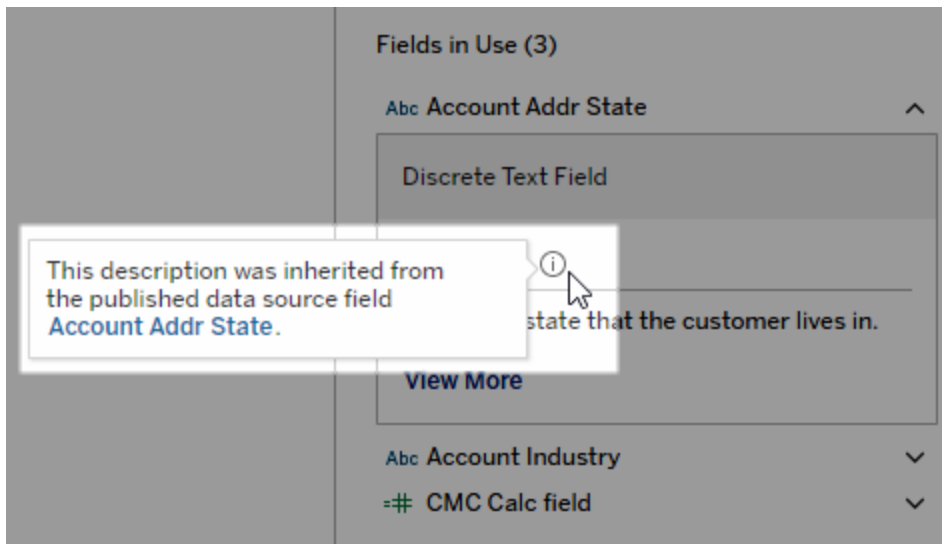 Fields in Use (3)
Abc Account Addr State
Discrete Text Field
This description was inherited from
the published data source field
Account Addr State.
state that the customer lives in.
View More
Abc Account Industry
=# CMC Calc field